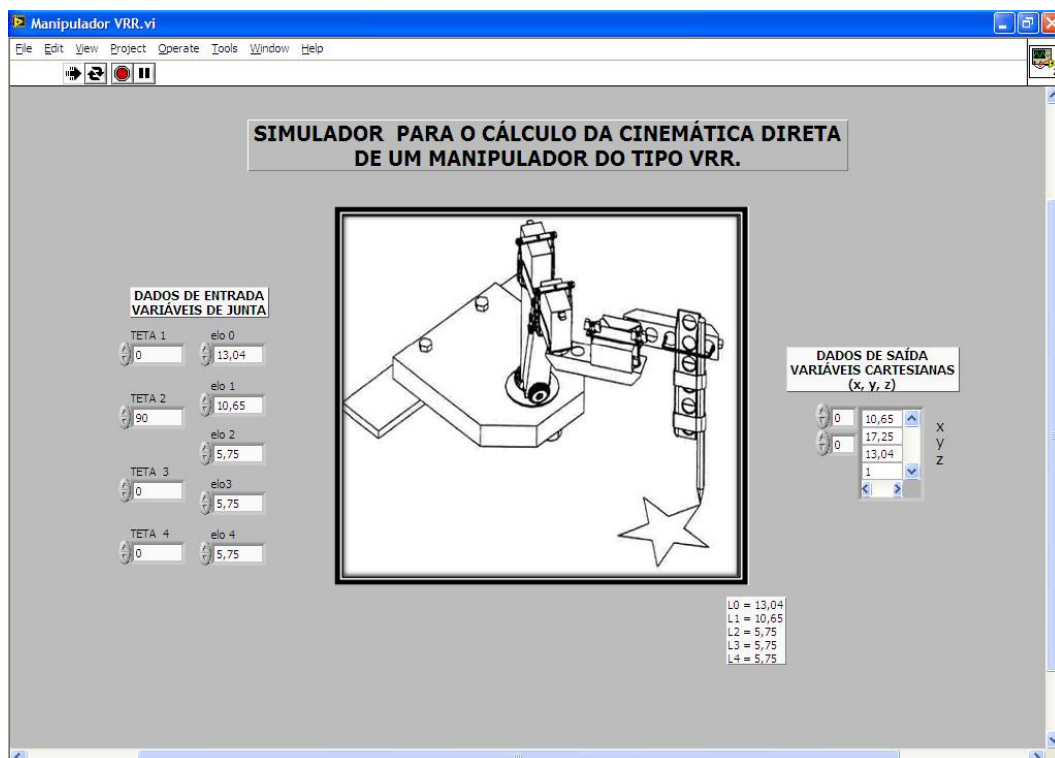 Manipulador VRR.vi
File Edit View Project Operate Tools Window Help
SIMULADOR PARA O CÁLCULO DA CINEMÁTICA DIRETA
DE UM MANIPULADOR DO TIPO VRR.
DADOS DE ENTRADA
VARIÁVEIS DE JUNTA
TETA 1 elo 0
0 13,04
elo 1
TETA 2 10,65
90
elo 2
5,75
TETA 3 elo3
0 5,75
TETA 4 elo 4
0 5,75
DADOS DE SAÍDA
VARIÁVEIS CARTESIANAS
(x, y, z)
0 10,65 x
0 17,25 y
13,04 z
1
L0 = 13,04
L1 = 10,65
L2 = 5,75
L3 = 5,75
L4 = 5,75